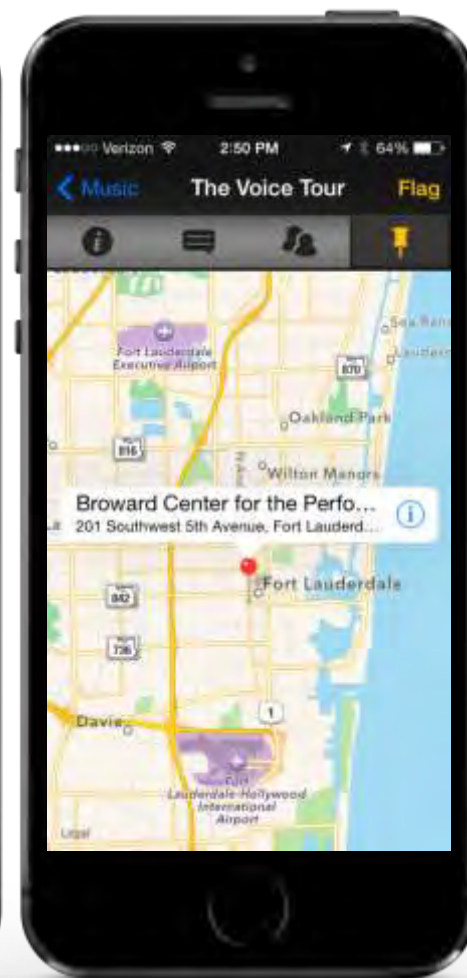 Verizon 2:50 PM 64%
Music The Voice Tour Flag
Fort Lauderdale
Executive Airport
870
Oakland Park
816
Wilton Manors
Broward Center for the Perfo...
201 Southwest 5th Avenue, Fort Lauderd...
Fort Lauderdale
842
736
1
Davie
Fort
Lauderdale-Hollywood
International
Airport
Legal